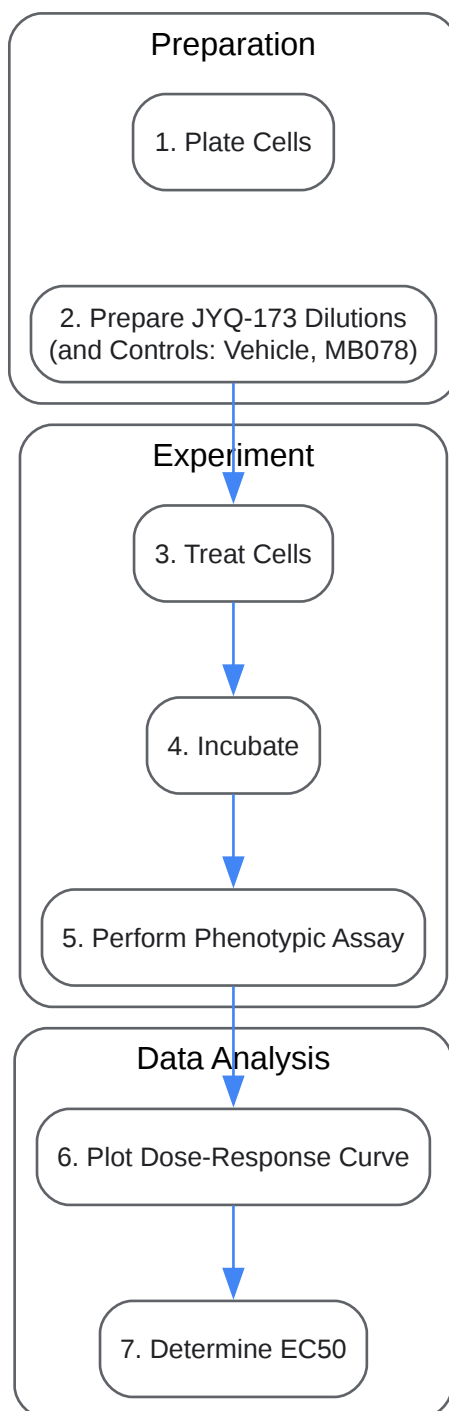 Preparation
1. Plate Cells
2. Prepare JYQ-173 Dilutions
(and Controls: Vehicle, MB078)
Experiment
3. Treat Cells
4. Incubate
5. Perform Phenotypic Assay
Data Analysis
6. Plot Dose-Response Curve
7. Determine EC50